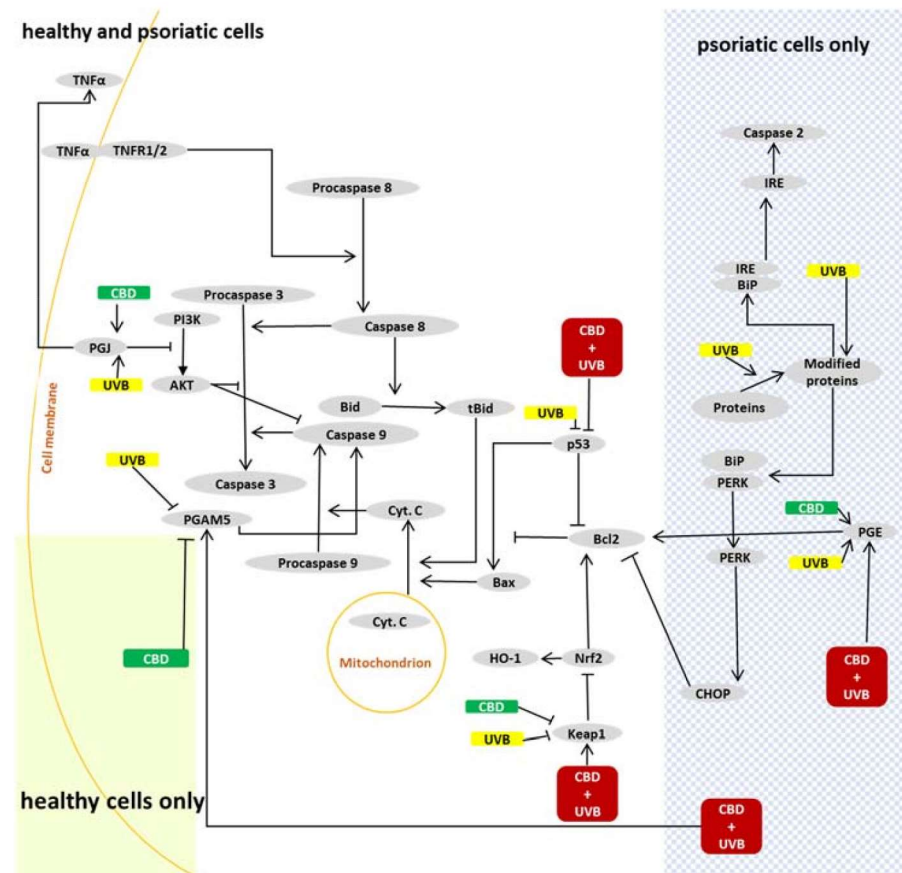 healthy and psoriatic cells
psoriatic cells only
TNFα
TNFα
TNFR1/2
Procaspase 8
Caspase 2
IRE
IRE
BiP
UVB
CBD
Procaspase 3
PI3K
Caspase 8
CBD
+
UVB
PGJ
UVB
AKT
UVB
Modified
proteins
Proteins
Bid
tBid
UVB
p53
Caspase 9
Cell membrane
UVB
Caspase 3
BiP
PERK
PGAM5
Cyt. C
CBD
PGE
Bcl2
Procaspase 9
Bax
PERK
UVB
Cyt. C
Mitochondrion
HO-1
Nrf2
CBD
CHOP
CBD
+
UVB
CBD
UVB
Keap1
CBD
+
UVB
healthy cells only
CBD
+
UVB